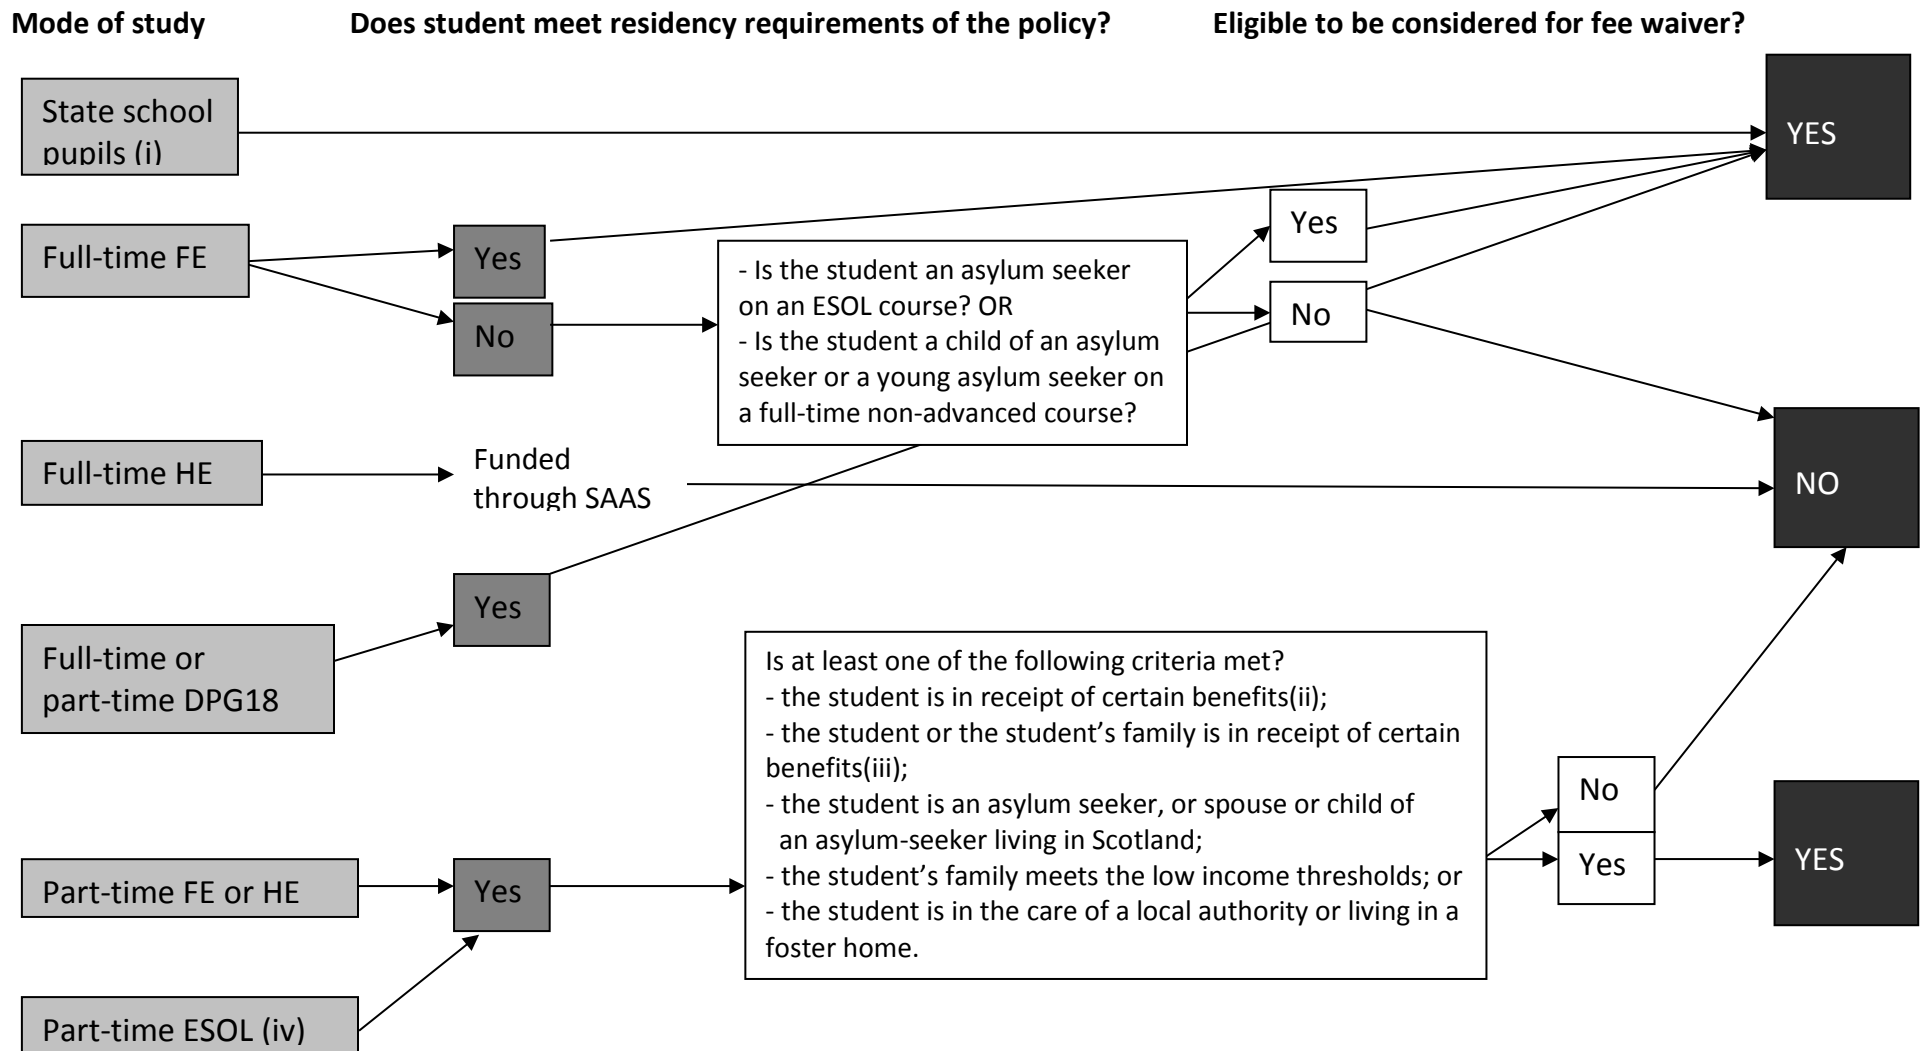 Mode of study
Does student meet residency requirements of the policy?
Eligible to be considered for fee waiver?
State school
pupils (i)
YES
Full-time FE
Yes
No
- Is the student an asylum seeker
on an ESOL course? OR
- Is the student a child of an asylum
seeker or a young asylum seeker on
a full-time non-advanced course?
Yes
No
Full-time HE
Funded
through SAAS
NO
Full-time or
part-time DPG18
Yes
Part-time FE or HE
Yes
Part-time ESOL (iv)
Is at least one of the following criteria met?
- the student is in receipt of certain benefits(ii);
- the student or the student’s family is in receipt of certain
benefits(iii);
- the student is an asylum seeker, or spouse or child of
an asylum-seeker living in Scotland;
- the student’s family meets the low income thresholds; or
- the student is in the care of a local authority or living in a
foster home.
No
Yes
YES